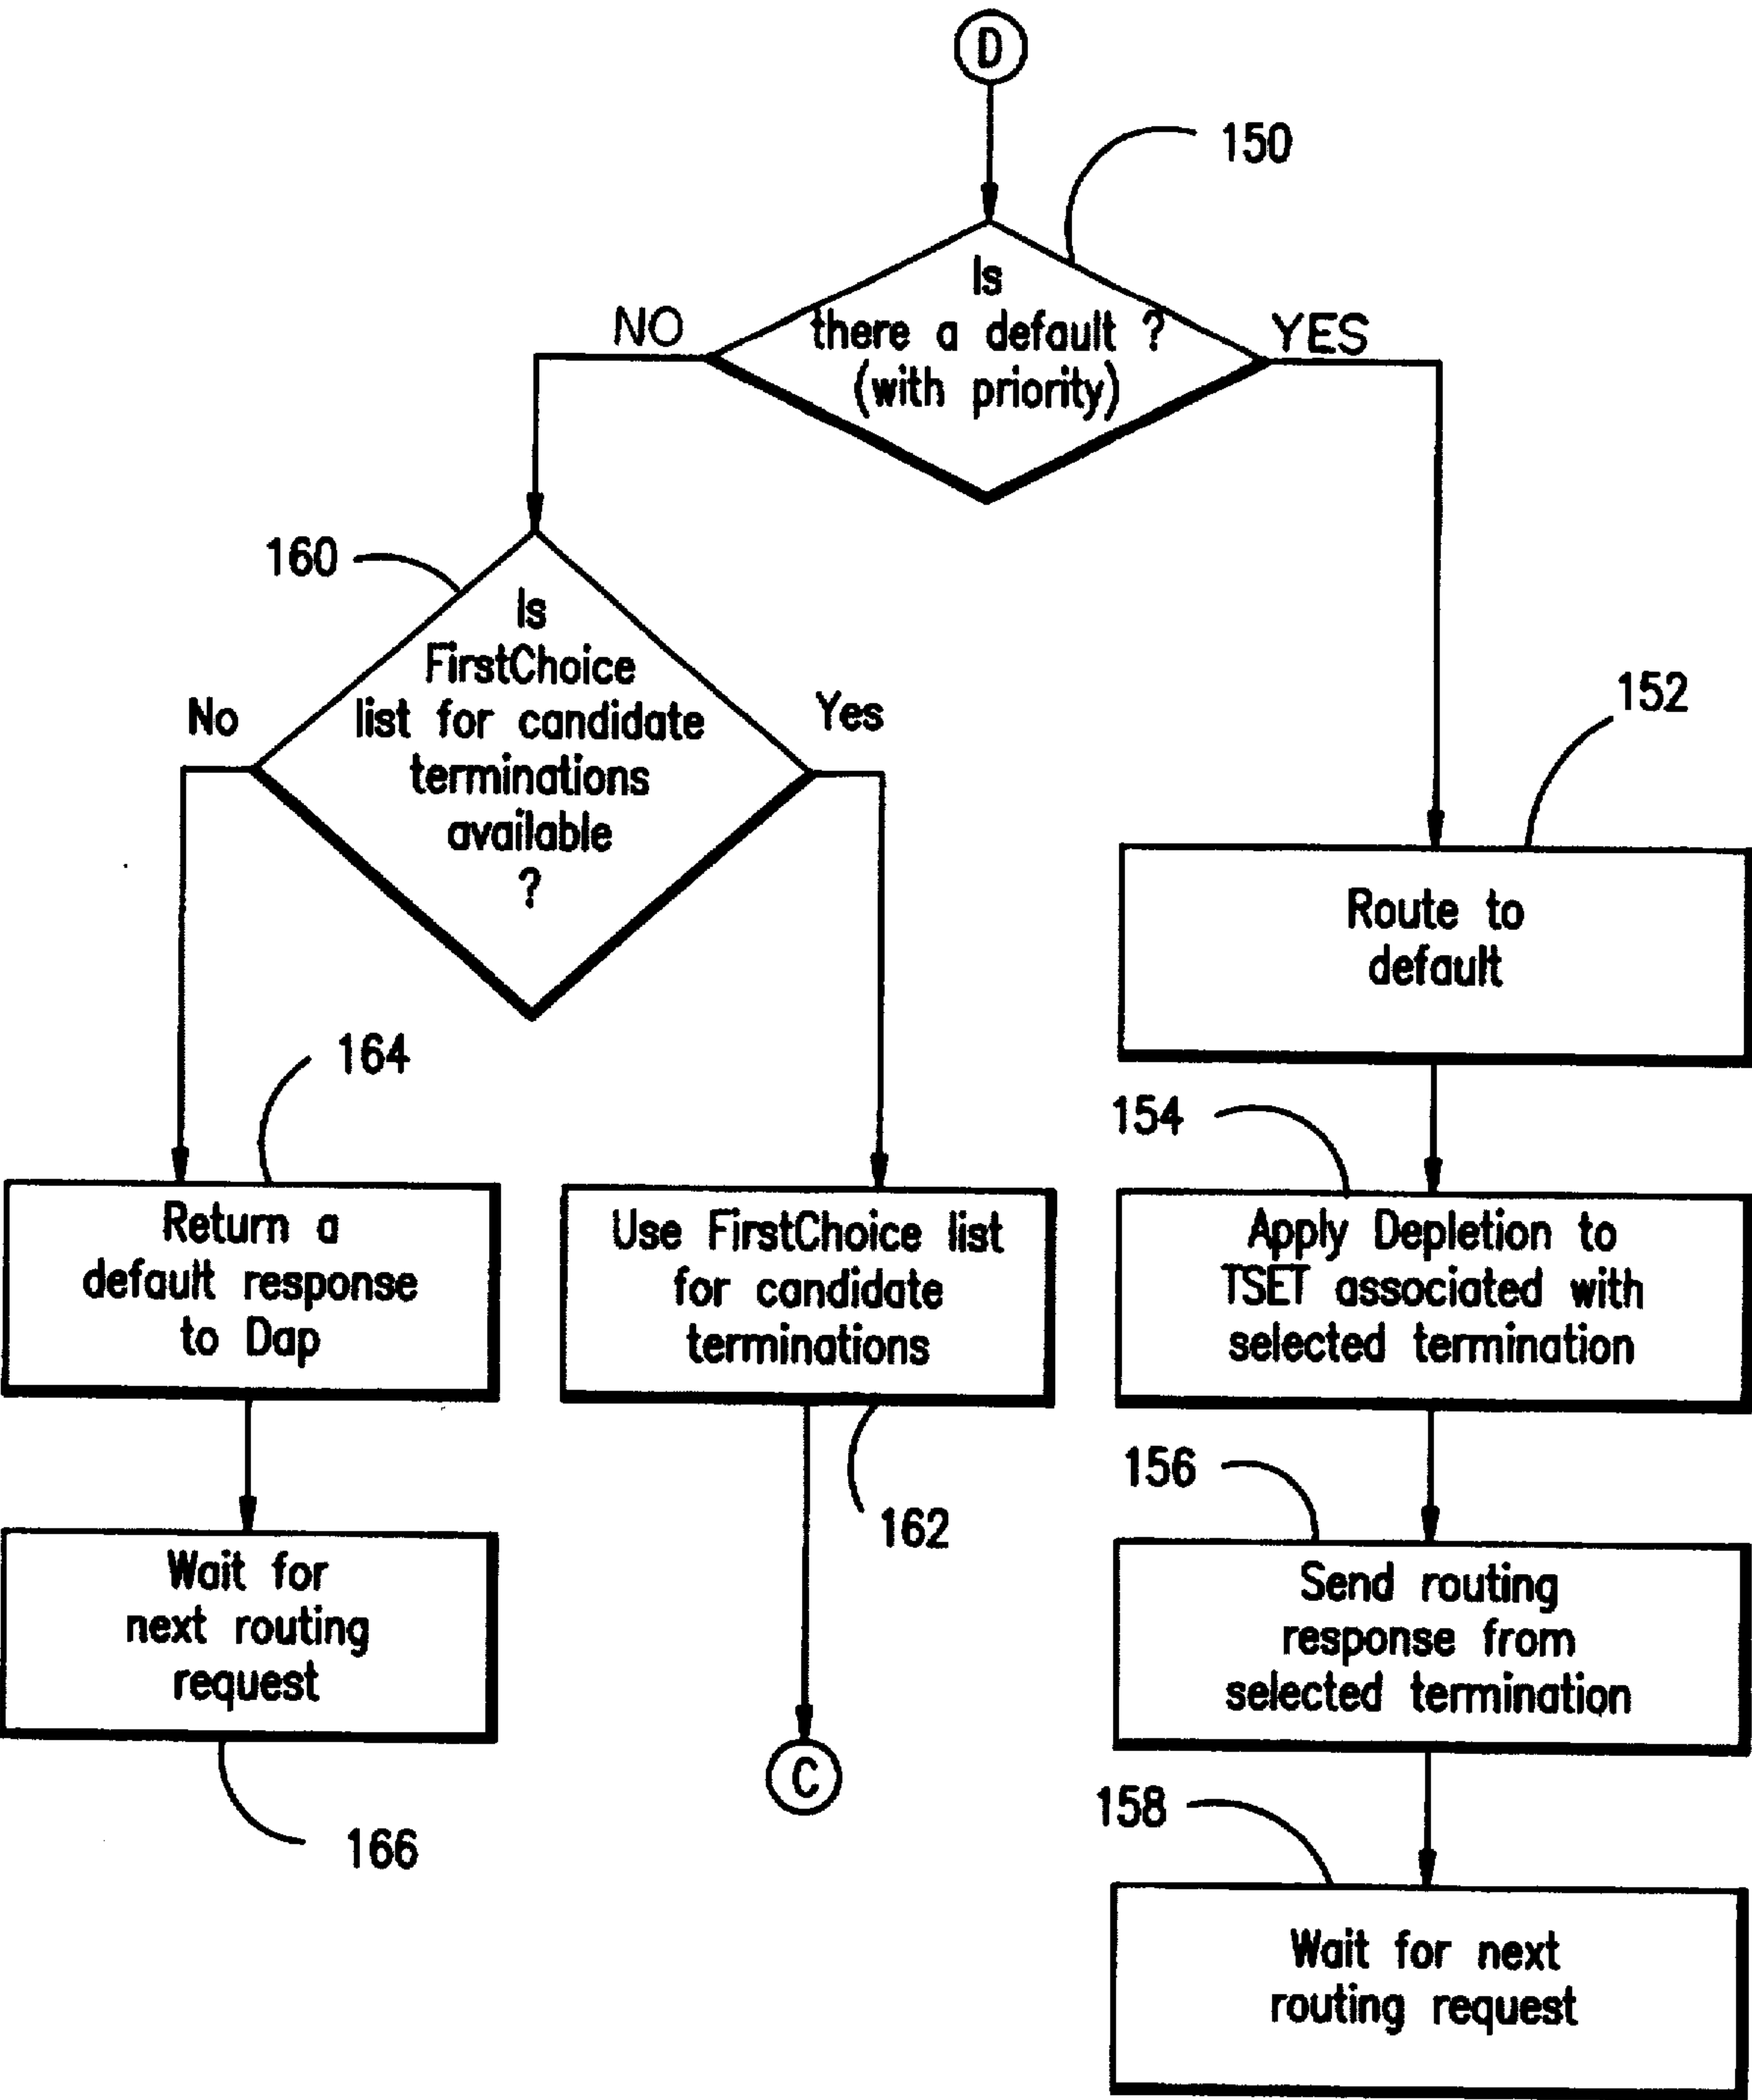 D
150
Is
there a default ?
(with priority)
NO
YES
160
Is
FirstChoice
list for candidate
terminations
available
?
No
Yes
152
Route to
default
164
Return a
default response
to Dap
Use FirstChoice list
for candidate
terminations
162
154
Apply Depletion to
TSET associated with
selected termination
156
Send routing
response from
selected termination
Wait for
next routing
request
166
C
158
Wait for next
routing request